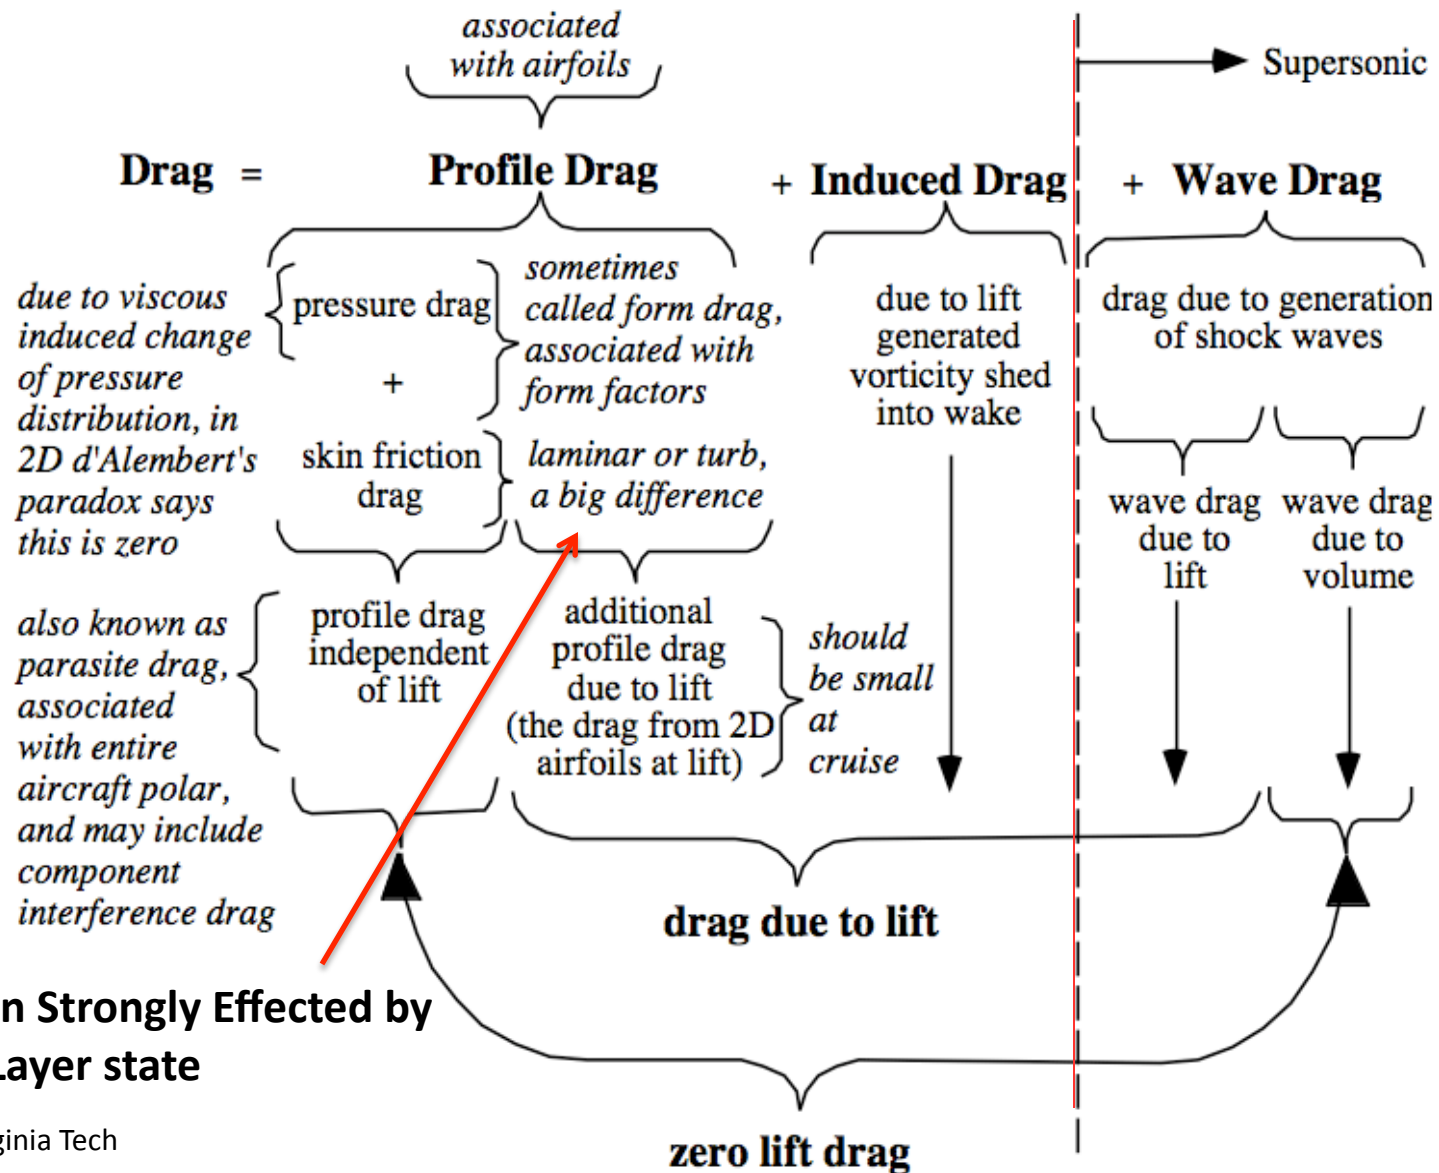 associated
with airfoils
Supersonic
Drag = Profile Drag + Induced Drag + Wave Drag
due to viscous
induced change
of pressure
distribution, in
2D d'Alembert's
paradox says
this is zero
pressure drag
+
skin friction
drag
sometimes
called form drag,
associated with
form factors
laminar or turb,
a big difference
due to lift
generated
vorticity shed
into wake
drag due to generation
of shock waves
wave drag
due to
lift
wave drag
due to
volume
also known as
parasite drag,
associated
with entire
aircraft polar,
and may include
component
interference drag
profile drag
independent
of lift
additional
profile drag
due to lift
(the drag from 2D
airfoils at lift)
should
be small
at
cruise
drag due to lift
n Strongly Effected by
Layer state
ginia Tech
zero lift drag